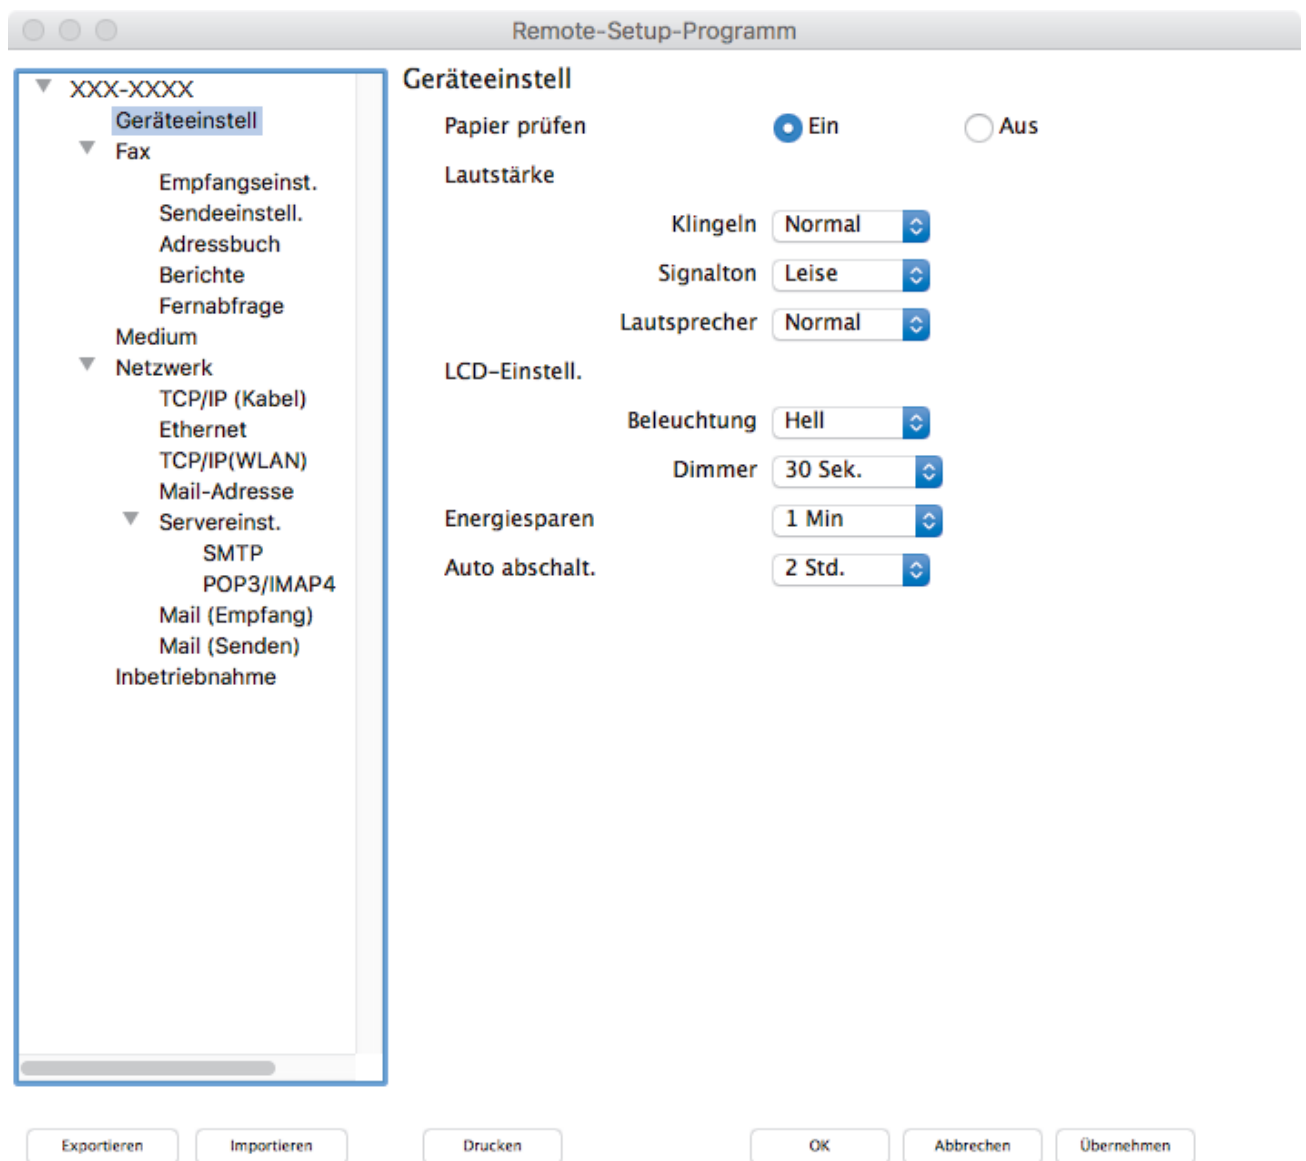 Remote-Setup-Programm
XXX-XXXX
Geräteeinstell
Fax
Empfangseinst.
Sendeeinstell.
Adressbuch
Berichte
Fernabfrage
Medium
Netzwerk
TCP/IP (Kabel)
Ethernet
TCP/IP(WLAN)
Mail-Adresse
Servereinst.
SMTP
POP3/IMAP4
Mail (Empfang)
Mail (Senden)
Inbetriebnahme
Geräteeinstell
Papier prüfen Ein Aus
Lautstärke
Klingeln Normal
Signalton Leise
Lautsprecher Normal
LCD-Einstell.
Beleuchtung Hell
Dimmer 30 Sek.
Energiesparen 1 Min
Auto abschalt. 2 Std.
Exportieren Importieren Drucken OK Abbrechen Übernehmen